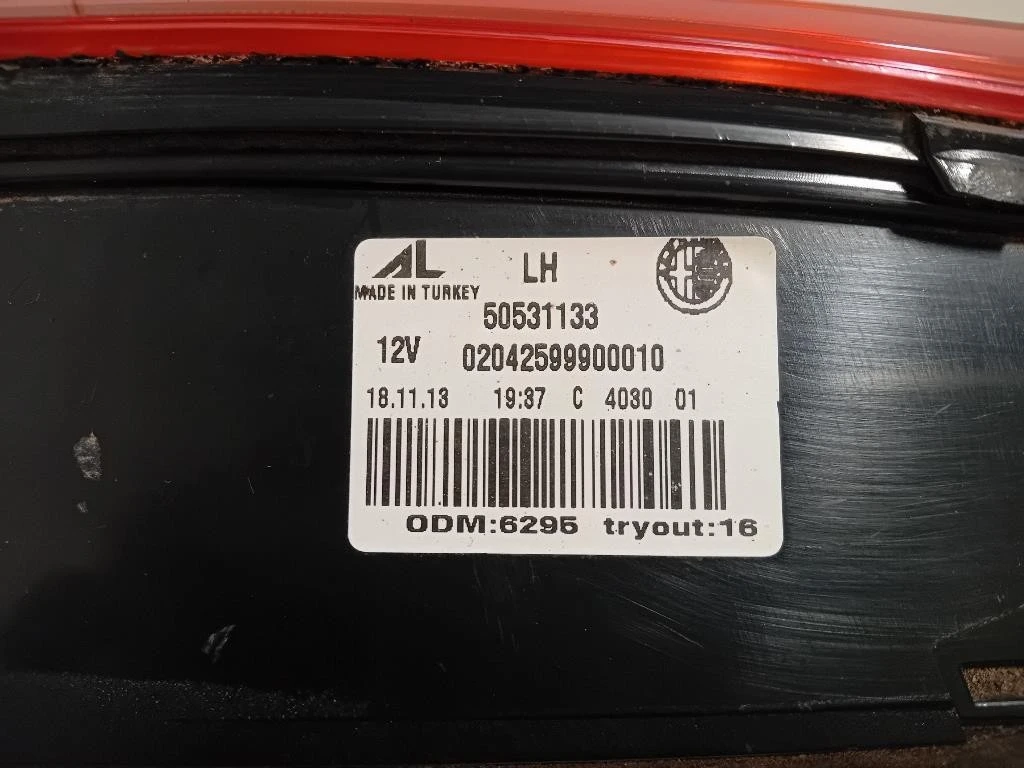 AL LH
MADE IN TURKEY
50531133
12V 02042599900010
18.11.13 19:37 C 4030 01
ODM:6295 tryout:16